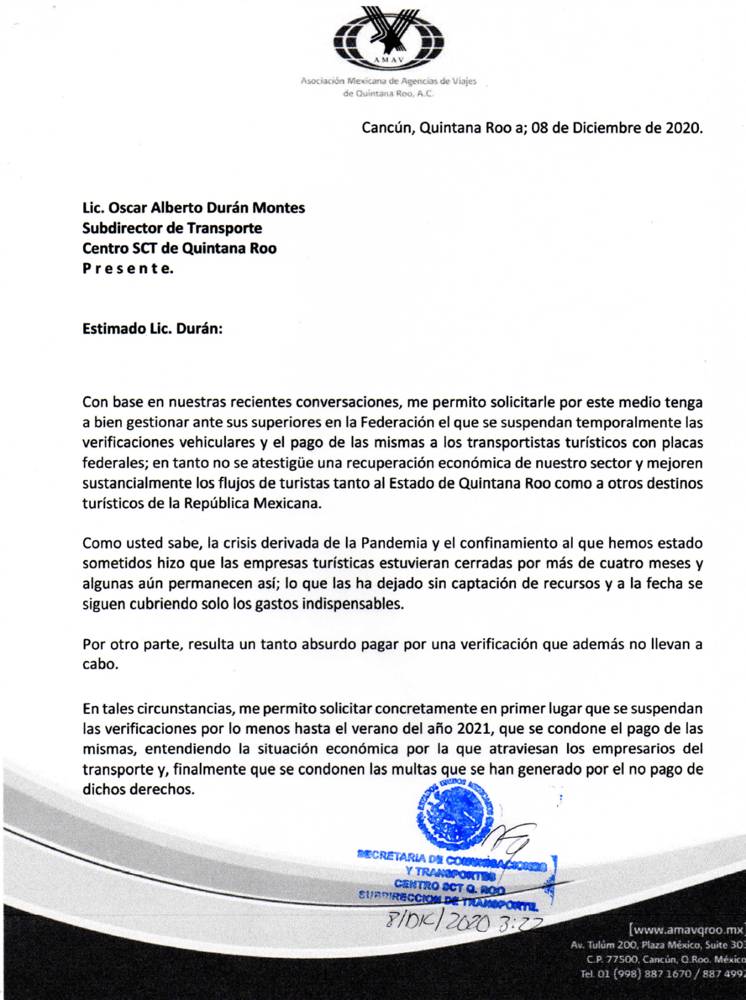 AMAV
Asociación Mexicana de Agencias de Viajes
de Quintana Roo, A.C.
Cancún, Quintana Roo a; 08 de Diciembre de 2020.
Lic. Oscar Alberto Durán Montes
Subdirector de Transporte
Centro SCT de Quintana Roo
P r e s e n t e.
Estimado Lic. Durán:
Con base en nuestras recientes conversaciones, me permito solicitarle por este medio tenga
a bien gestionar ante sus superiores en la Federación el que se suspendan temporalmente las
verificaciones vehiculares y el pago de las mismas a los transportistas turísticos con placas
federales; en tanto no se atestigüe una recuperación económica de nuestro sector y mejoren
sustancialmente los flujos de turistas tanto al Estado de Quintana Roo como a otros destinos
turísticos de la República Mexicana.
Como usted sabe, la crisis derivada de la Pandemia y el confinamiento al que hemos estado
sometidos hizo que las empresas turísticas estuvieran cerradas por más de cuatro meses y
algunas aún permanecen así; lo que las ha dejado sin captación de recursos y a la fecha se
siguen cubriendo solo los gastos indispensables.
Por otro parte, resulta un tanto absurdo pagar por una verificación que además no llevan a
cabo.
En tales circunstancias, me permito solicitar concretamente en primer lugar que se suspendan
las verificaciones por lo menos hasta el verano del año 2021, que se condone el pago de las
mismas, entendiendo la situación económica por la que atraviesan los empresarios del
transporte y, finalmente que se condonen las multas que se han generado por el no pago de
dichos derechos.
ESTADOS UNIDOS MEXICANOS
SECRETARIA DE COMUNICACIONES
Y TRANSPORTES
CENTRO SCT Q. ROO
SUBDIRECCION DE TRANSPORTE.
8/DIC/2020 3:22
[www.amavqroo.mx]
Av. Tulúm 200, Plaza México, Suite 303
C.P. 77500, Cancún, Q.Roo. México
Tel. 01 (998) 887 1670 / 887 4992